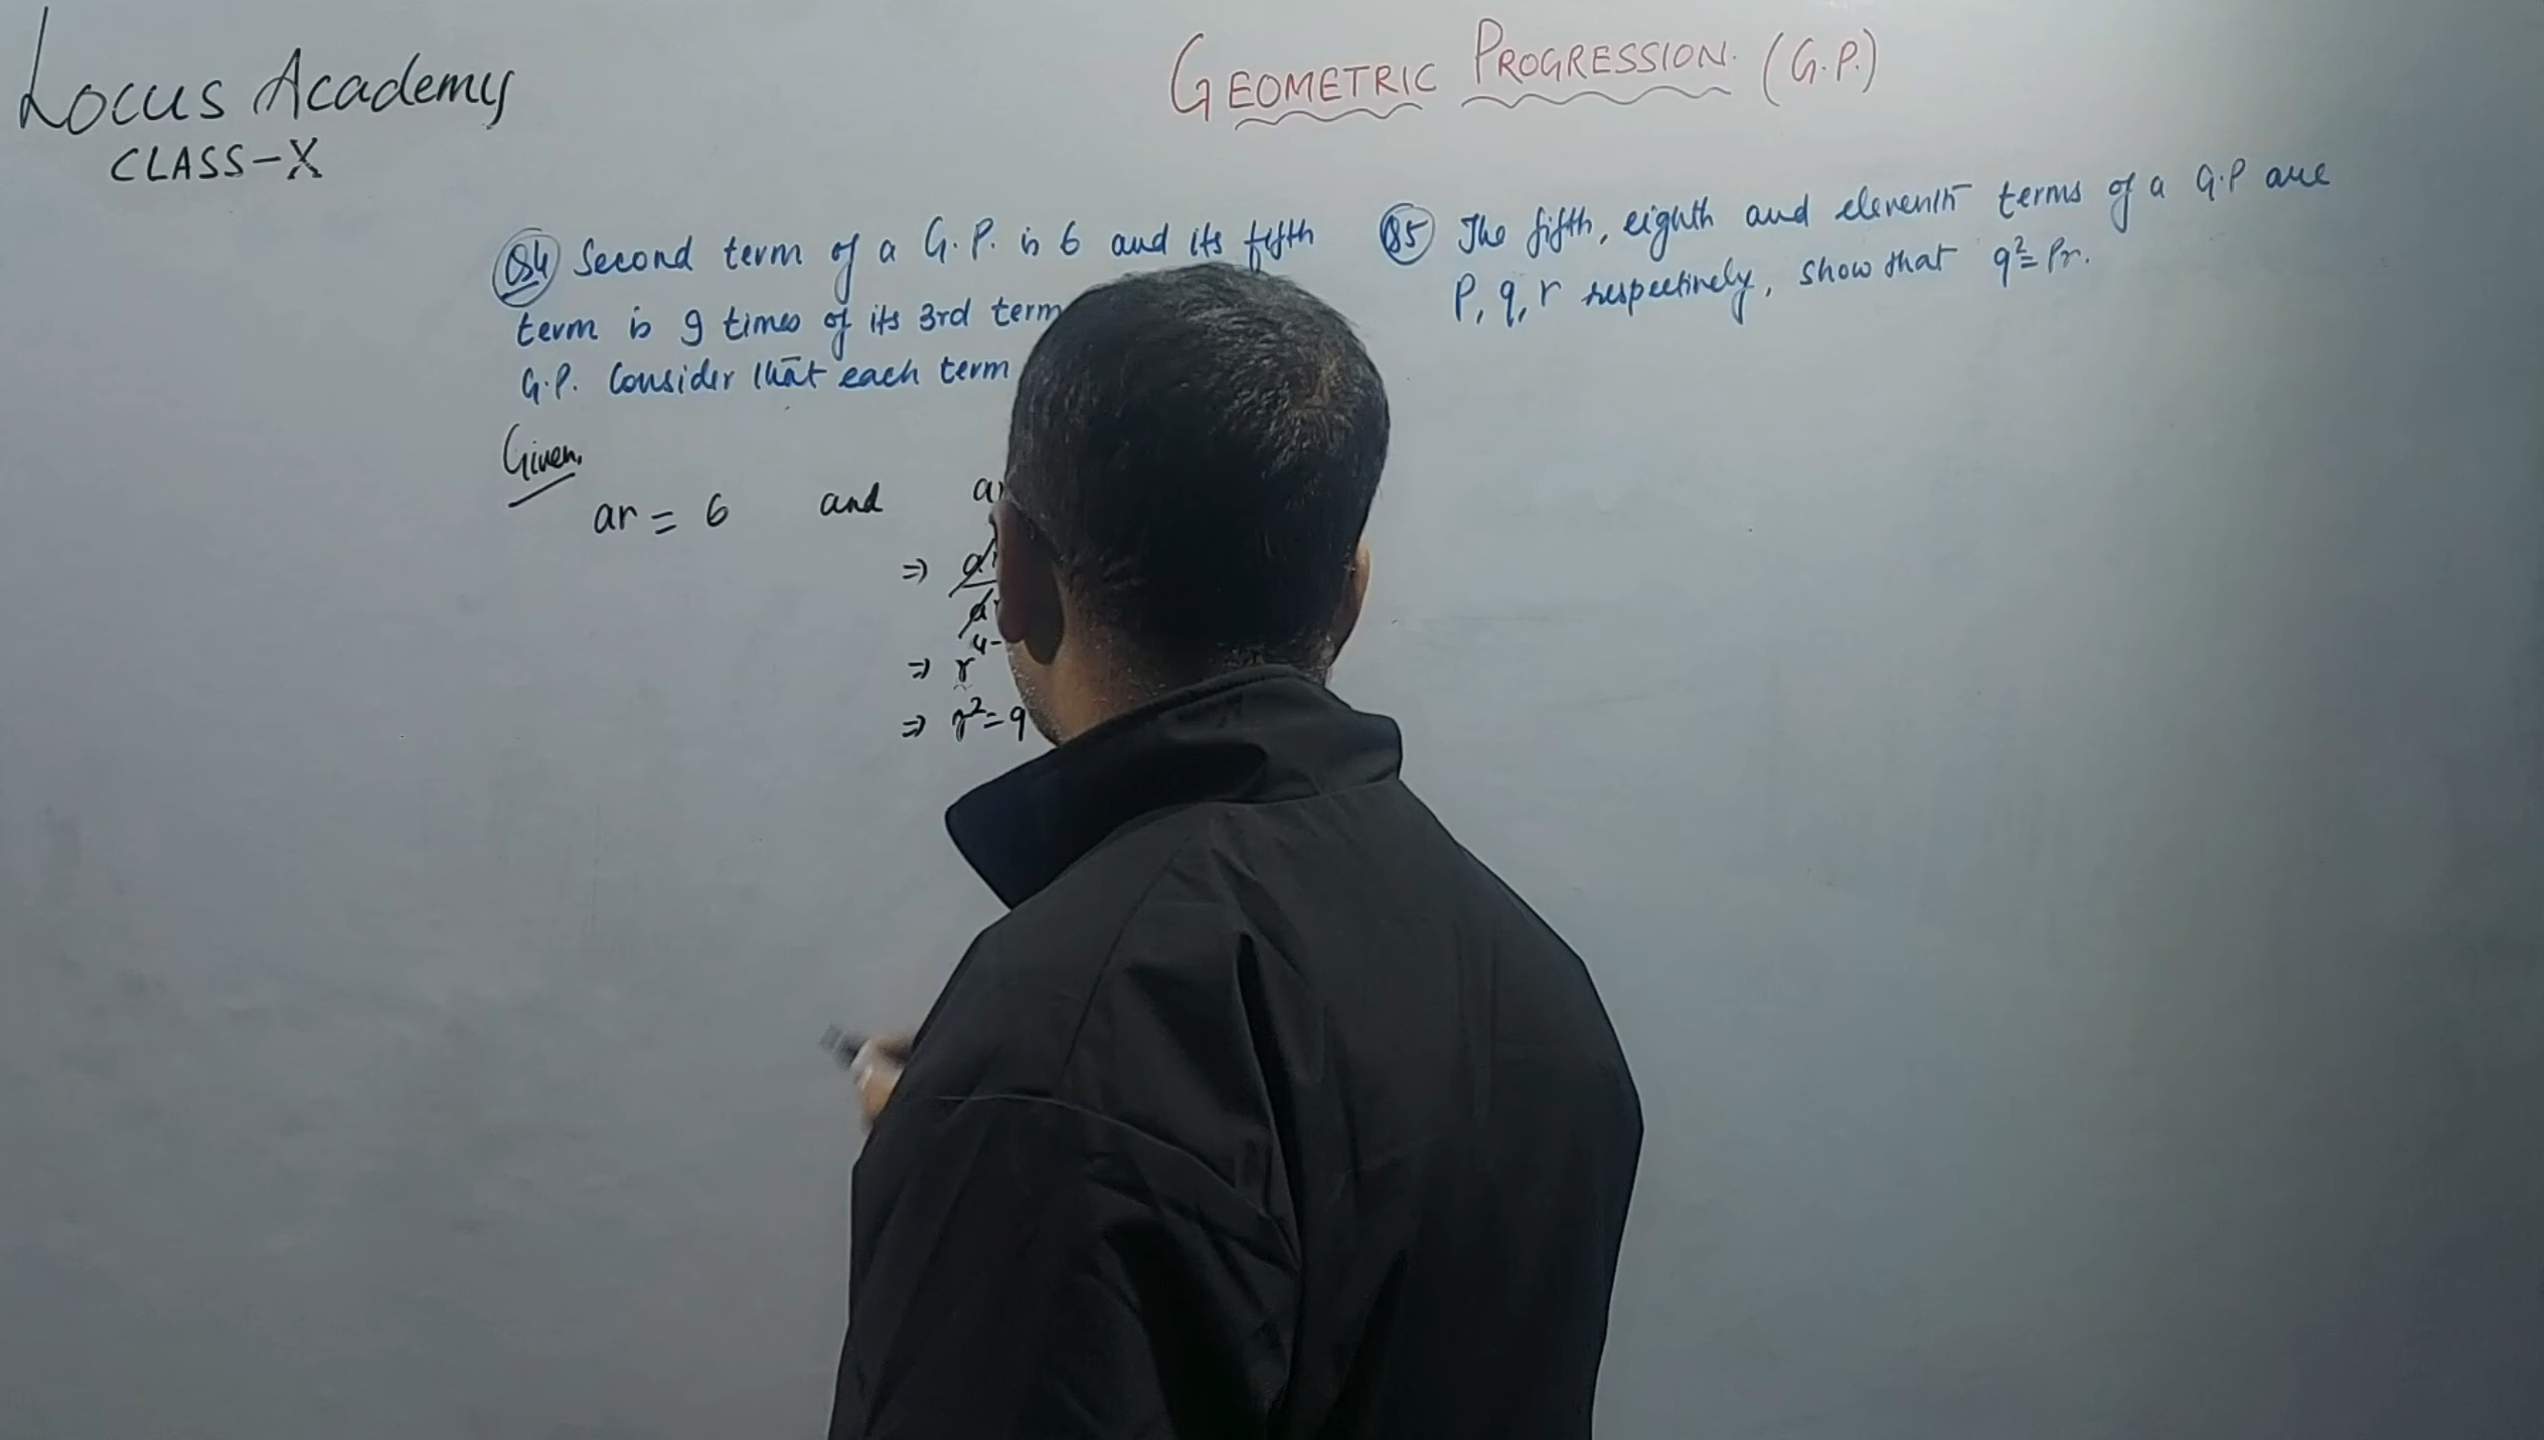 Locus Academy
CLASS-X
GEOMETRIC PROGRESSION. (G.P.)
Q4 Second term of a G.P. is 6 and its fifth
term is 9 times of its 3rd term
G.P. Consider that each term
Given,
ar = 6 and
⇒
⇒ r
⇒ r²=9
Q5 The fifth, eighth and eleventh terms of a G.P are
P, q, r respectively, show that q²=Pr.